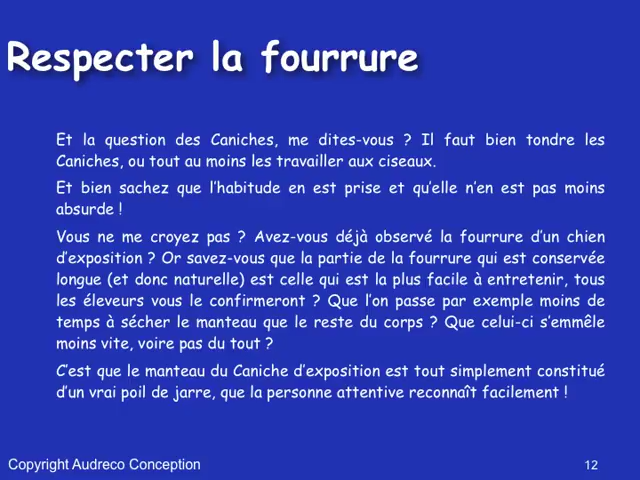 Respecter la fourrure
Et la question des Caniches, me dites-vous ? Il faut bien tondre les
Caniches, ou tout au moins les travailler aux ciseaux.
Et bien sachez que l'habitude en est prise et qu'elle n'en est pas moins
absurde !
Vous ne me croyez pas ? Avez-vous déjà observé la fourrure d'un chien
d'exposition ? Or savez-vous que la partie de la fourrure qui est conservée
longue (et donc naturelle) est celle qui est la plus facile à entretenir, tous
les éleveurs vous le confirmeront ? Que l'on passe par exemple moins de
temps à sécher le manteau que le reste du corps ? Que celui-ci s'emmêle
moins vite, voire pas du tout ?
C'est que le manteau du Caniche d'exposition est tout simplement constitué
d'un vrai poil de jarre, que la personne attentive reconnaît facilement !
Copyright Audreco Conception
12